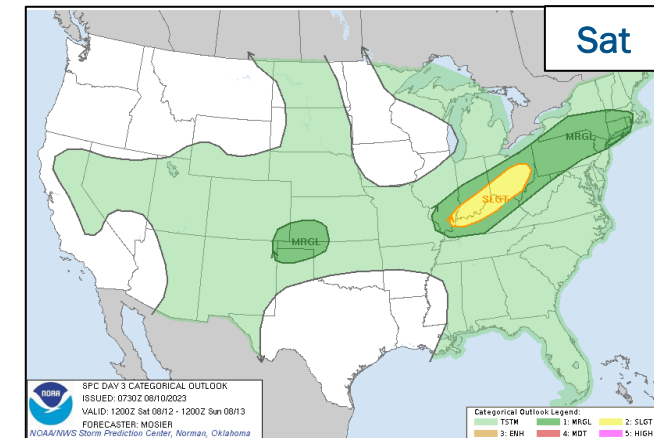 Sat
MRGL
SLGT
MRGL
NOAA
SPC DAY 3 CATEGORICAL OUTLOOK
ISSUED: 0730Z 08/10/2023
VALID: 1200Z Sat 08/12 - 1200Z Sun 08/13
FORECASTER: MOSIER
NOAA/NWS Storm Prediction Center, Norman, Oklahoma
Categorical Outlook Legend:
TSTM 1: MRGL 2: SLGT
3: ENH 4: MDT 5: HIGH